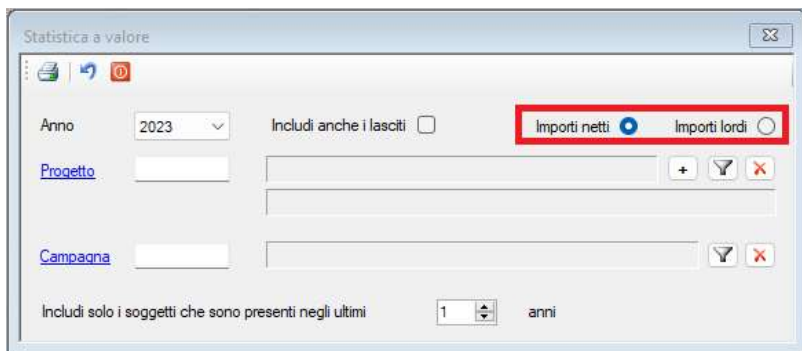 Statistica a valore
Anno 2023 Includi anche i lasciti Importi netti Importi lordi
Progetto +
Campagna
Includi solo i soggetti che sono presenti negli ultimi 1 anni